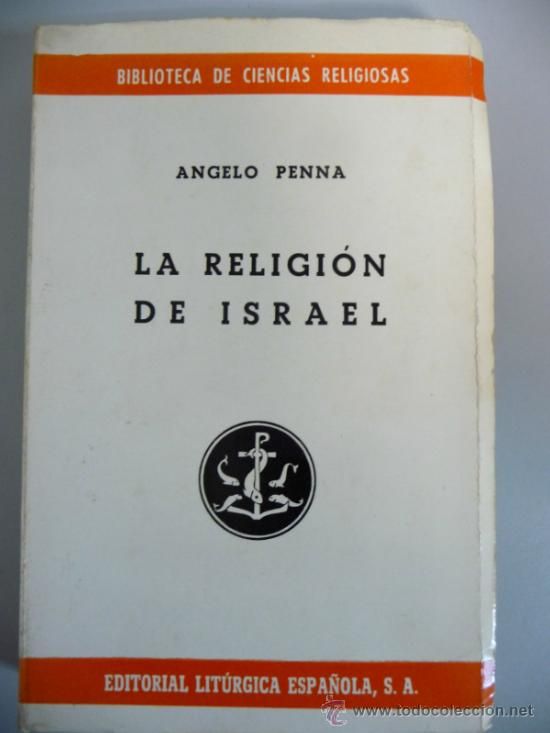 BIBLIOTECA DE CIENCIAS RELIGIOSAS
ANGELO PENNA
LA RELIGIÓN
DE ISRAEL
EDITORIAL LITÚRGICA ESPAÑOLA, S. A.
www.todocoleccion.net